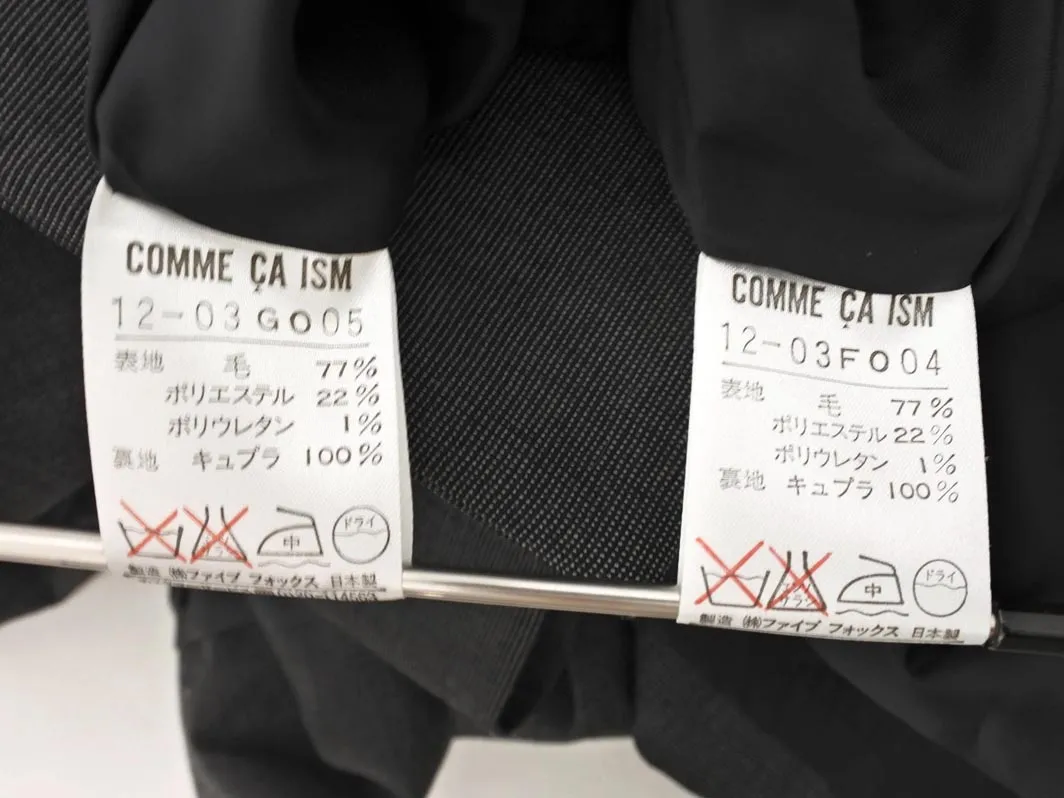 COMME ÇA ISM
12-03GO05
表地 毛 77%
ポリエステル 22%
ポリウレタン 1%
裏地 キュプラ 100%
中 ドライ
製造 ㈱ファイブ フォックス 日本製
COMME ÇA ISM
12-03FO04
表地 毛 77%
ポリエステル 22%
ポリウレタン 1%
裏地 キュプラ 100%
中 ドライ
製造 ㈱ファイブ フォックス 日本製